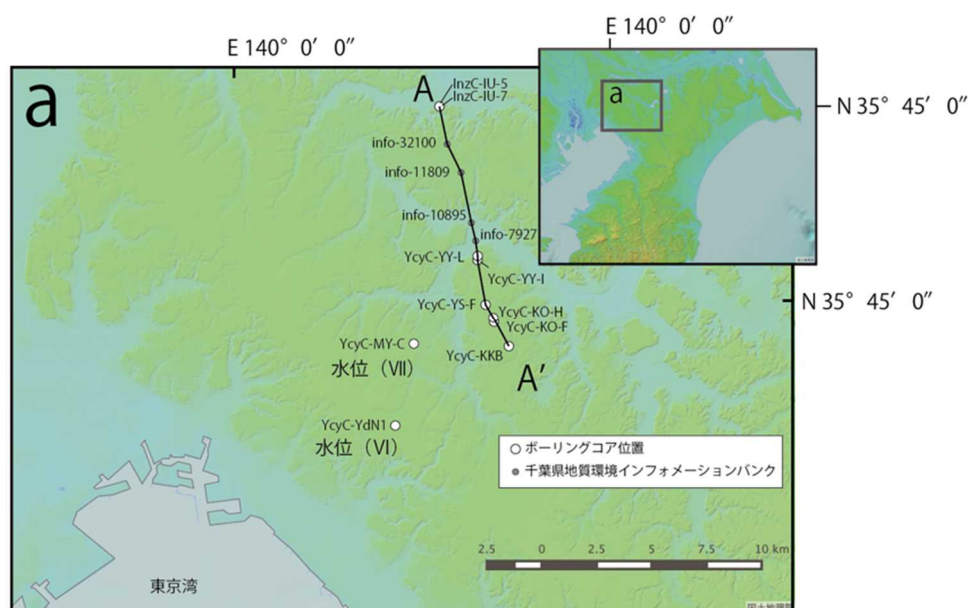 E 140° 0′ 0″
E 140° 0′ 0″
a
A
InzC-IU-5
InzC-IU-7
a
N 35° 45′ 0″
info-32100
info-11809
info-10895
info-7927
YcyC-YY-L
YcyC-YY-I
N 35° 45′ 0″
YcyC-YS-F
YcyC-KO-H
YcyC-KO-F
YcyC-MY-C
水位（Ⅶ）
YcyC-KKB
A′
YcyC-YdN1
水位（Ⅵ）
ボーリングコア位置
千葉県地質環境インフォメーションバンク
2.5 0 2.5 5 7.5 10 km
東京湾